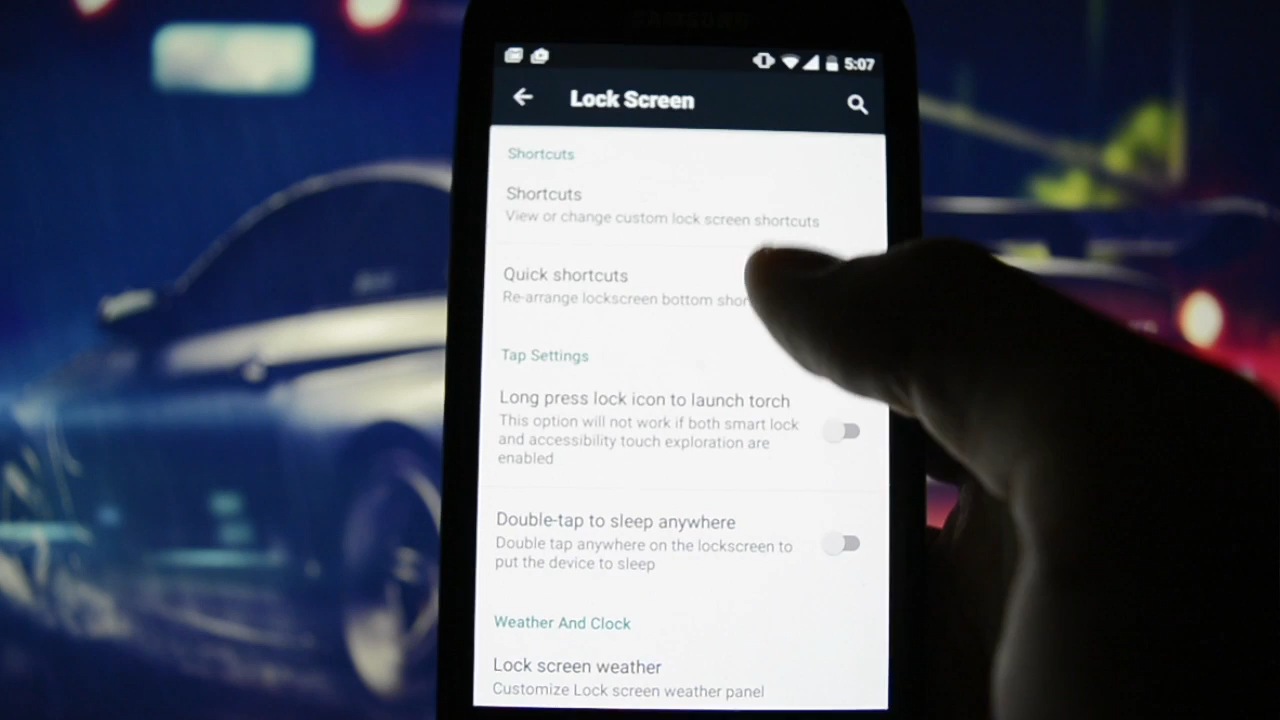 SAMSUNG
5:07
Lock Screen
Shortcuts
Shortcuts
View or change custom lock screen shortcuts
Quick shortcuts
Re-arrange lockscreen bottom
Tap Settings
Long press lock icon to launch torch
This option will not work if both smart lock
and accessibility touch exploration are
enabled
Double-tap to sleep anywhere
Double tap anywhere on the lockscreen to
put the device to sleep
Weather And Clock
Lock screen weather
Customize Lock screen weather panel